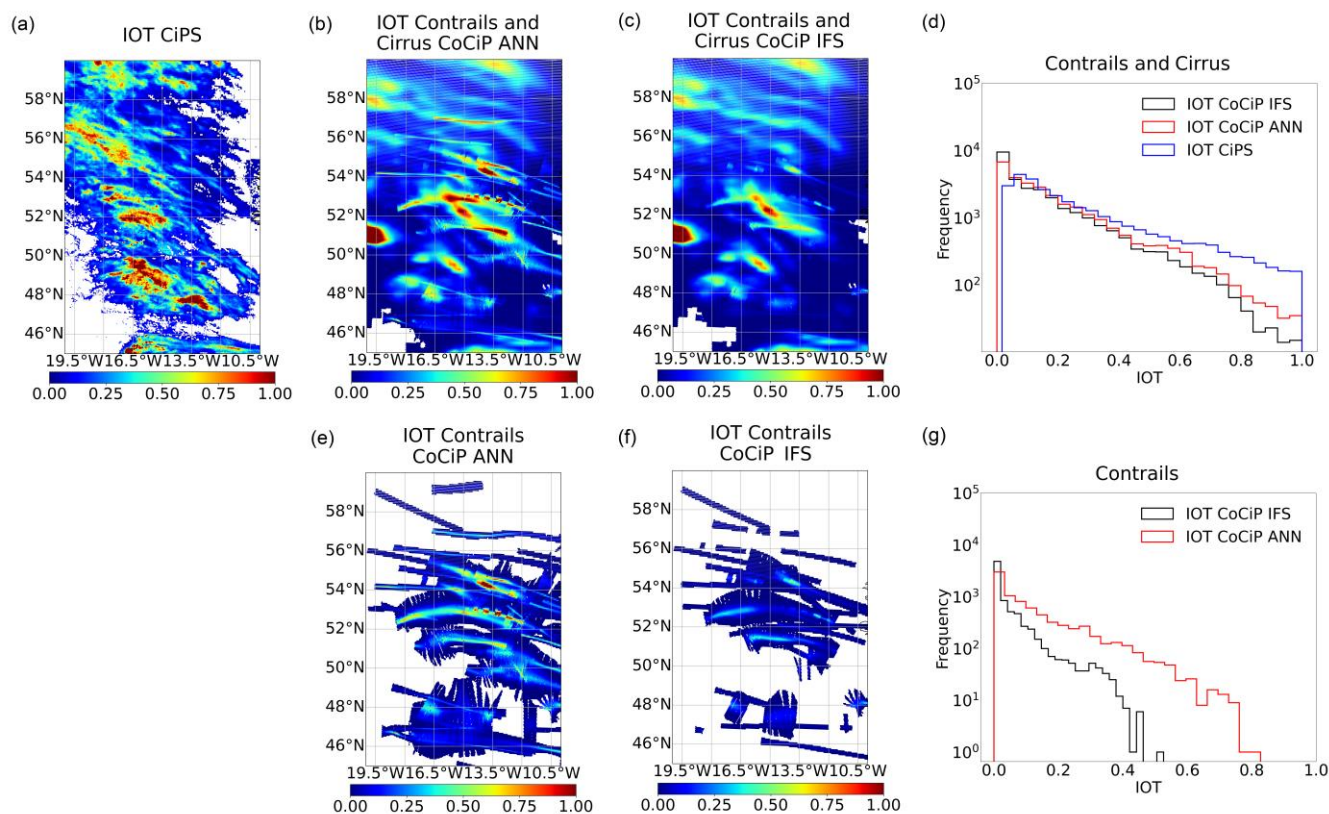 (a)
IOT CiPS
58°N
56°N
54°N
52°N
50°N
48°N
46°N
19.5°W16.5°W13.5°W10.5°W
0.00 0.25 0.50 0.75 1.00
(b)
IOT Contrails and
Cirrus CoCiP ANN
58°N
56°N
54°N
52°N
50°N
48°N
46°N
19.5°W16.5°W13.5°W10.5°W
0.00 0.25 0.50 0.75 1.00
(c)
IOT Contrails and
Cirrus CoCiP IFS
58°N
56°N
54°N
52°N
50°N
48°N
46°N
19.5°W16.5°W13.5°W10.5°W
0.00 0.25 0.50 0.75 1.00
(d)
Contrails and Cirrus
10⁵
10⁴
10³
10²
Frequency
IOT CoCiP IFS
IOT CoCiP ANN
IOT CiPS
0.0 0.2 0.4 0.6 0.8 1.0
IOT
(e)
IOT Contrails
CoCiP ANN
58°N
56°N
54°N
52°N
50°N
48°N
46°N
19.5°W16.5°W13.5°W10.5°W
0.00 0.25 0.50 0.75 1.00
(f)
IOT Contrails
CoCiP IFS
58°N
56°N
54°N
52°N
50°N
48°N
46°N
19.5°W16.5°W13.5°W10.5°W
0.00 0.25 0.50 0.75 1.00
(g)
Contrails
10⁵
10⁴
10³
10²
10¹
10⁰
Frequency
IOT CoCiP IFS
IOT CoCiP ANN
0.0 0.2 0.4 0.6 0.8 1.0
IOT